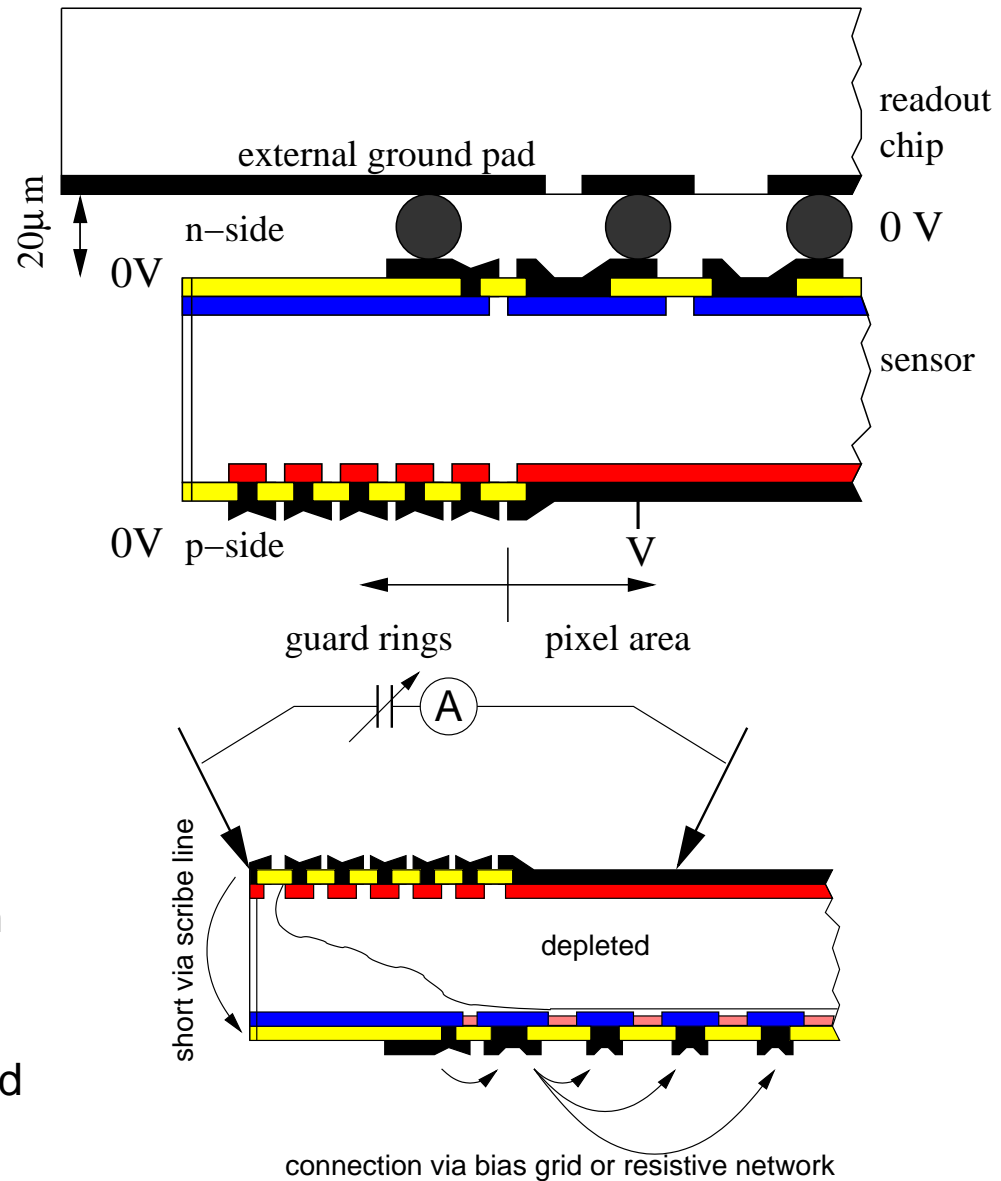 readout
chip
external ground pad
20μm
n−side
0 V
0V
sensor
0V
p−side
V
guard rings
pixel area
A
short via scribe line
depleted
d
connection via bias grid or resistive network